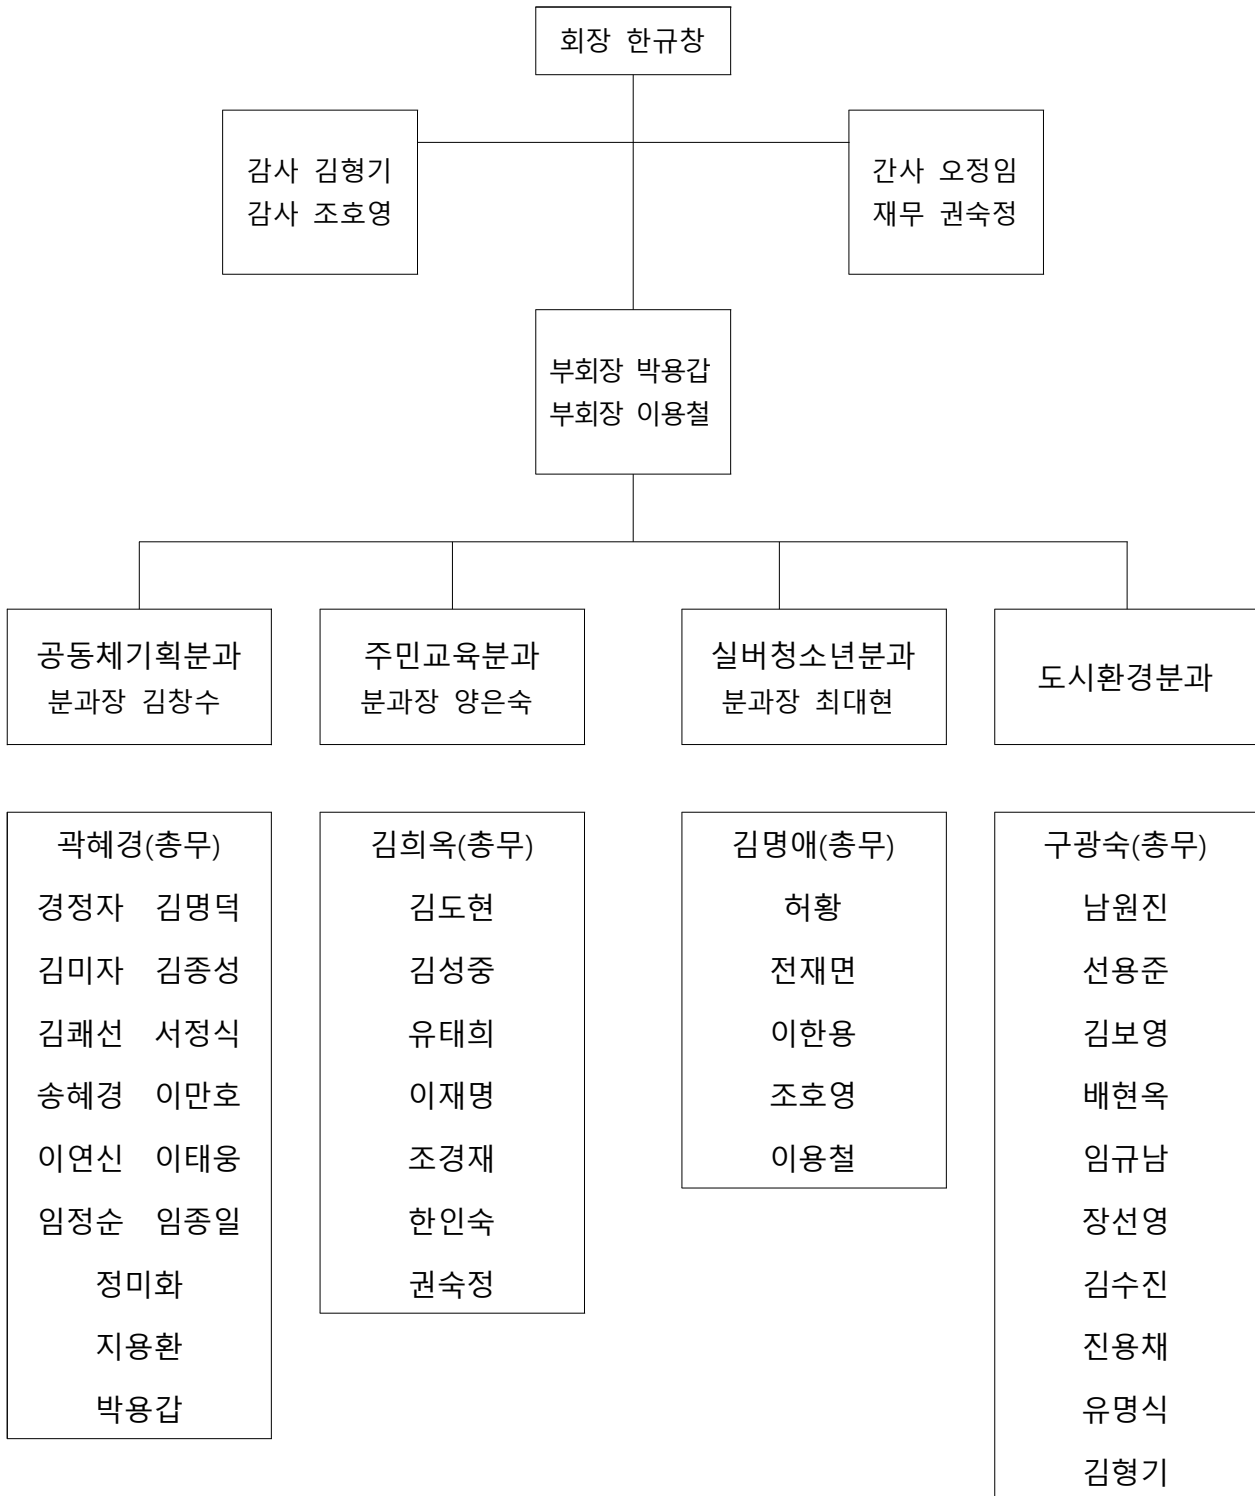 회장 한규창
감사 김형기
감사 조호영
간사 오정임
재무 권숙정
부회장 박용갑
부회장 이용철
공동체기획분과
분과장 김창수
주민교육분과
분과장 양은숙
실버청소년분과
분과장 최대현
도시환경분과
곽혜경(총무)
경정자 김명덕
김미자 김종성
김쾌선 서정식
송혜경 이만호
이연신 이태웅
임정순 임종일
정미화
지용환
박용갑
김희옥(총무)
김도현
김성중
유태희
이재명
조경재
한인숙
권숙정
김명애(총무)
허황
전재면
이한용
조호영
이용철
구광숙(총무)
남원진
선용준
김보영
배현옥
임규남
장선영
김수진
진용채
유명식
김형기